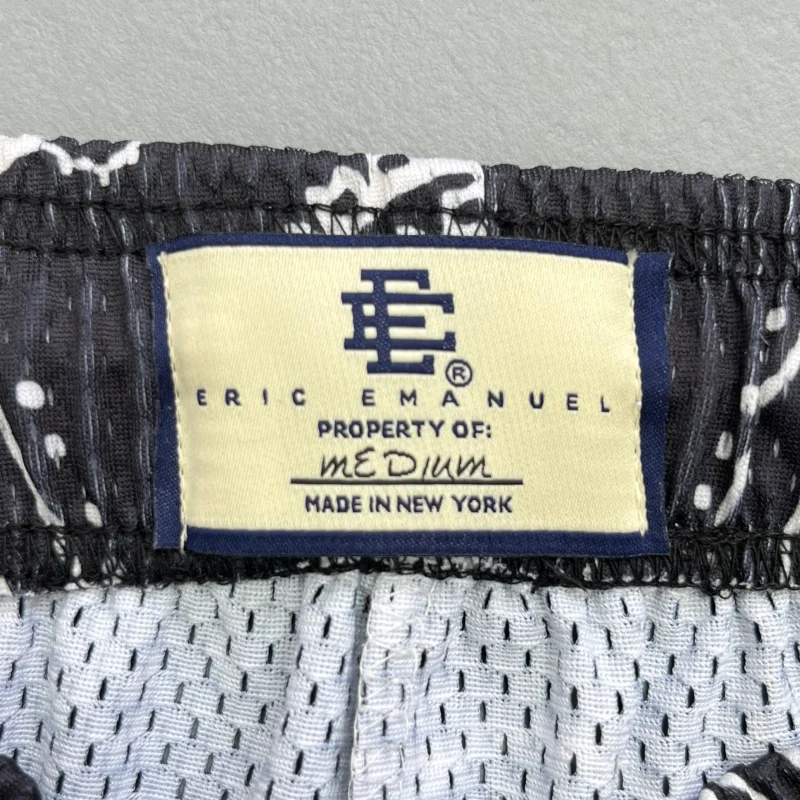 EE®
ERIC EMANUEL
PROPERTY OF:
MEDIUM
MADE IN NEW YORK